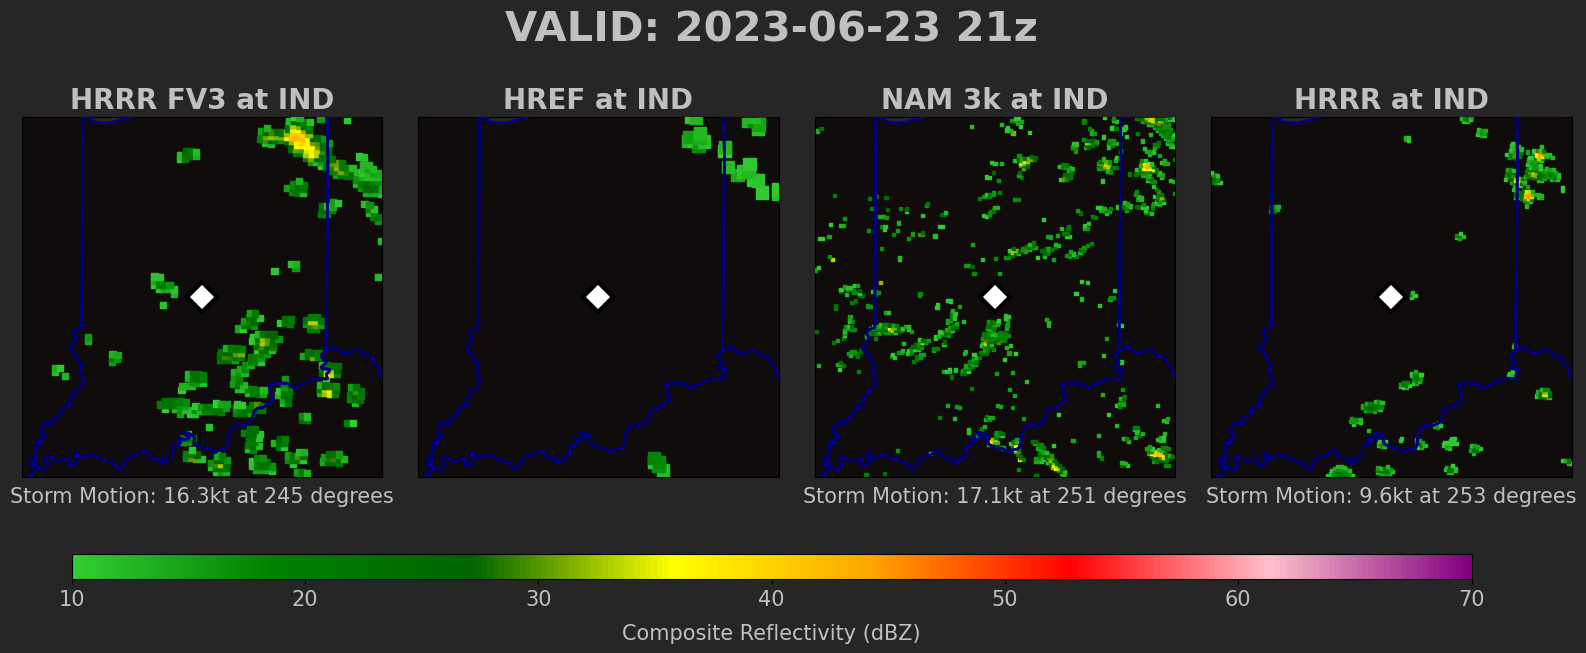 VALID: 2023-06-23 21z
HRRR FV3 at IND
HREF at IND
NAM 3k at IND
HRRR at IND
Storm Motion: 16.3kt at 245 degrees
Storm Motion: 17.1kt at 251 degrees
Storm Motion: 9.6kt at 253 degrees
10 20 30 40 50 60 70
Composite Reflectivity (dBZ)